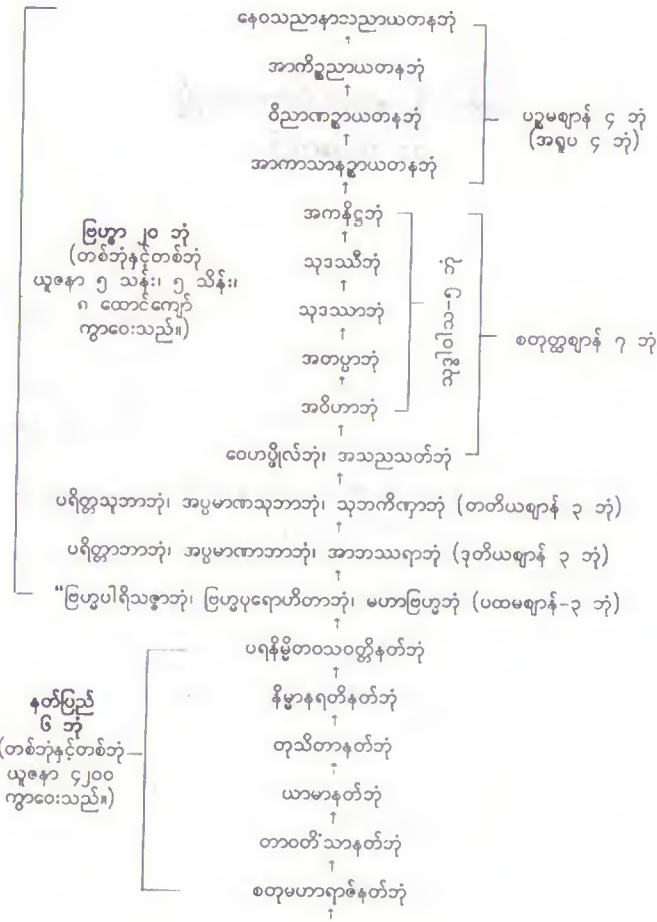 နေဝသညာနာသညာယတနဘုံ
အာကိဉ္စညာယတနဘုံ
ဝိညာဏဉ္စာယတနဘုံ
အာကာသာနဉ္စာယတနဘုံ
ပဉ္စမဈာန် ၄ ဘုံ
(အရူပ ၄ ဘုံ)
ဗြဟ္မာ ၂၀ ဘုံ
(တစ်ဘုံနှင့်တစ်ဘုံ
ယူဇနာ ၅ သန်း၊ ၅ သိန်း၊
၈ ထောင်ကျော်
ကွာဝေးသည်။)
အကနိဋ္ဌဘုံ
သုဒဿီဘုံ
သုဒဿာဘုံ
အတပ္ပာဘုံ
အဝိဟာဘုံ
သုဒ္ဓါဝါသ-၅ ဘုံ
စတုတ္ထဈာန် ၇ ဘုံ
ဝေဟပ္ဖိုလ်ဘုံ၊ အသညသတ်ဘုံ
ပရိတ္တသုဘာဘုံ၊ အပ္ပမာဏသုဘာဘုံ၊ သုဘကိဏှာဘုံ (တတိယဈာန် ၃ ဘုံ)
ပရိတ္တာဘာဘုံ၊ အပ္ပမာဏာဘာဘုံ၊ အာဘဿရာဘုံ (ဒုတိယဈာန် ၃ ဘုံ)
"ဗြဟ္မပါရိသဇ္ဇာဘုံ၊ ဗြဟ္မပုရောဟိတာဘုံ၊ မဟာဗြဟ္မဘုံ (ပထမဈာန်-၃ ဘုံ)
ပရနိမ္မိတဝသဝတ္တိနတ်ဘုံ
နိမ္မာနရတိနတ်ဘုံ
တုသိတာနတ်ဘုံ
ယာမာနတ်ဘုံ
တာဝတိံသာနတ်ဘုံ
စတုမဟာရာဇ်နတ်ဘုံ
နတ်ပြည်
၆ ဘုံ
(တစ်ဘုံနှင့်တစ်ဘုံ
ယူဇနာ ၄၂၀၀၀
ကွာဝေးသည်။)